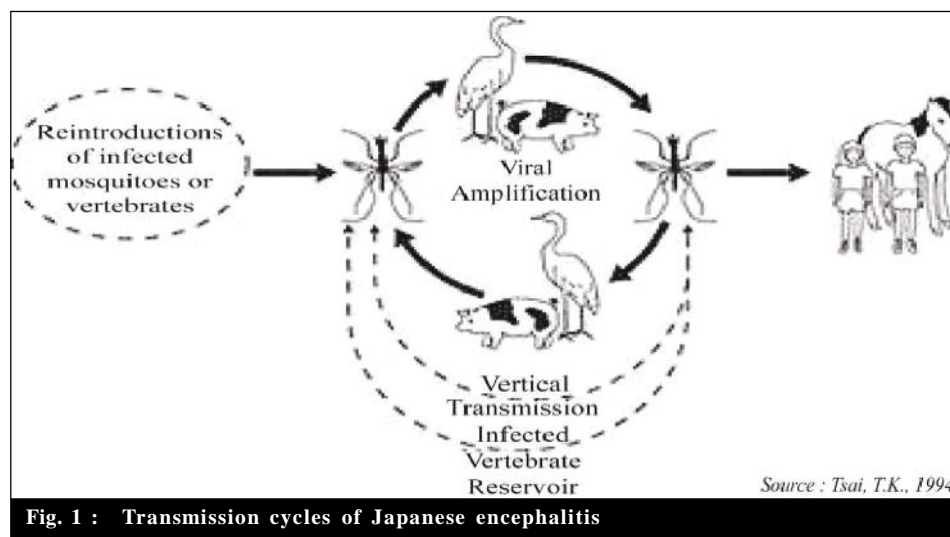 Reintroductions
of infected
mosquitoes or
vertebrates
Viral
Amplification
Vertical
Transmission
Infected
Vertebrate
Reservoir
Source : Tsai, T.K., 1994
Fig. 1 : Transmission cycles of Japanese encephalitis